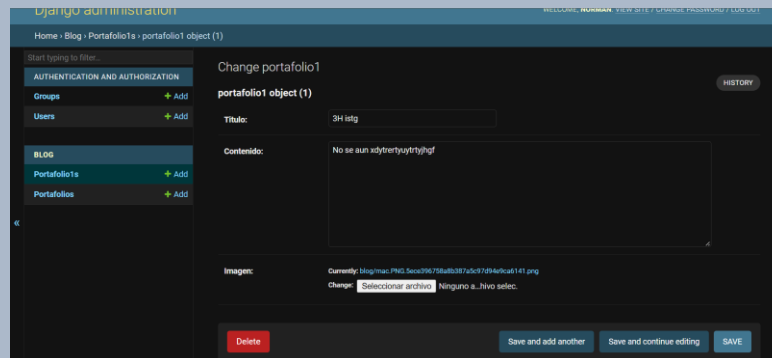 Django administration
WELCOME, NORMAN. VIEW SITE / CHANGE PASSWORD / LOG OUT
Home › Blog › Portafolio1s › portafolio1 object (1)
Start typing to filter...
AUTHENTICATION AND AUTHORIZATION
Groups + Add
Users + Add
BLOG
Portafolio1s + Add
Portafolios + Add
«
Change portafolio1
HISTORY
portafolio1 object (1)
Titulo: 3H istg
Contenido: No se aun xdytrertyuytrtyjhgf
Imagen: Currently: blog/mac.PNG.5ece396758a8b387a5c97d94e9ca6141.png
Change: Seleccionar archivo Ninguno a...hivo selec.
Delete Save and add another Save and continue editing SAVE